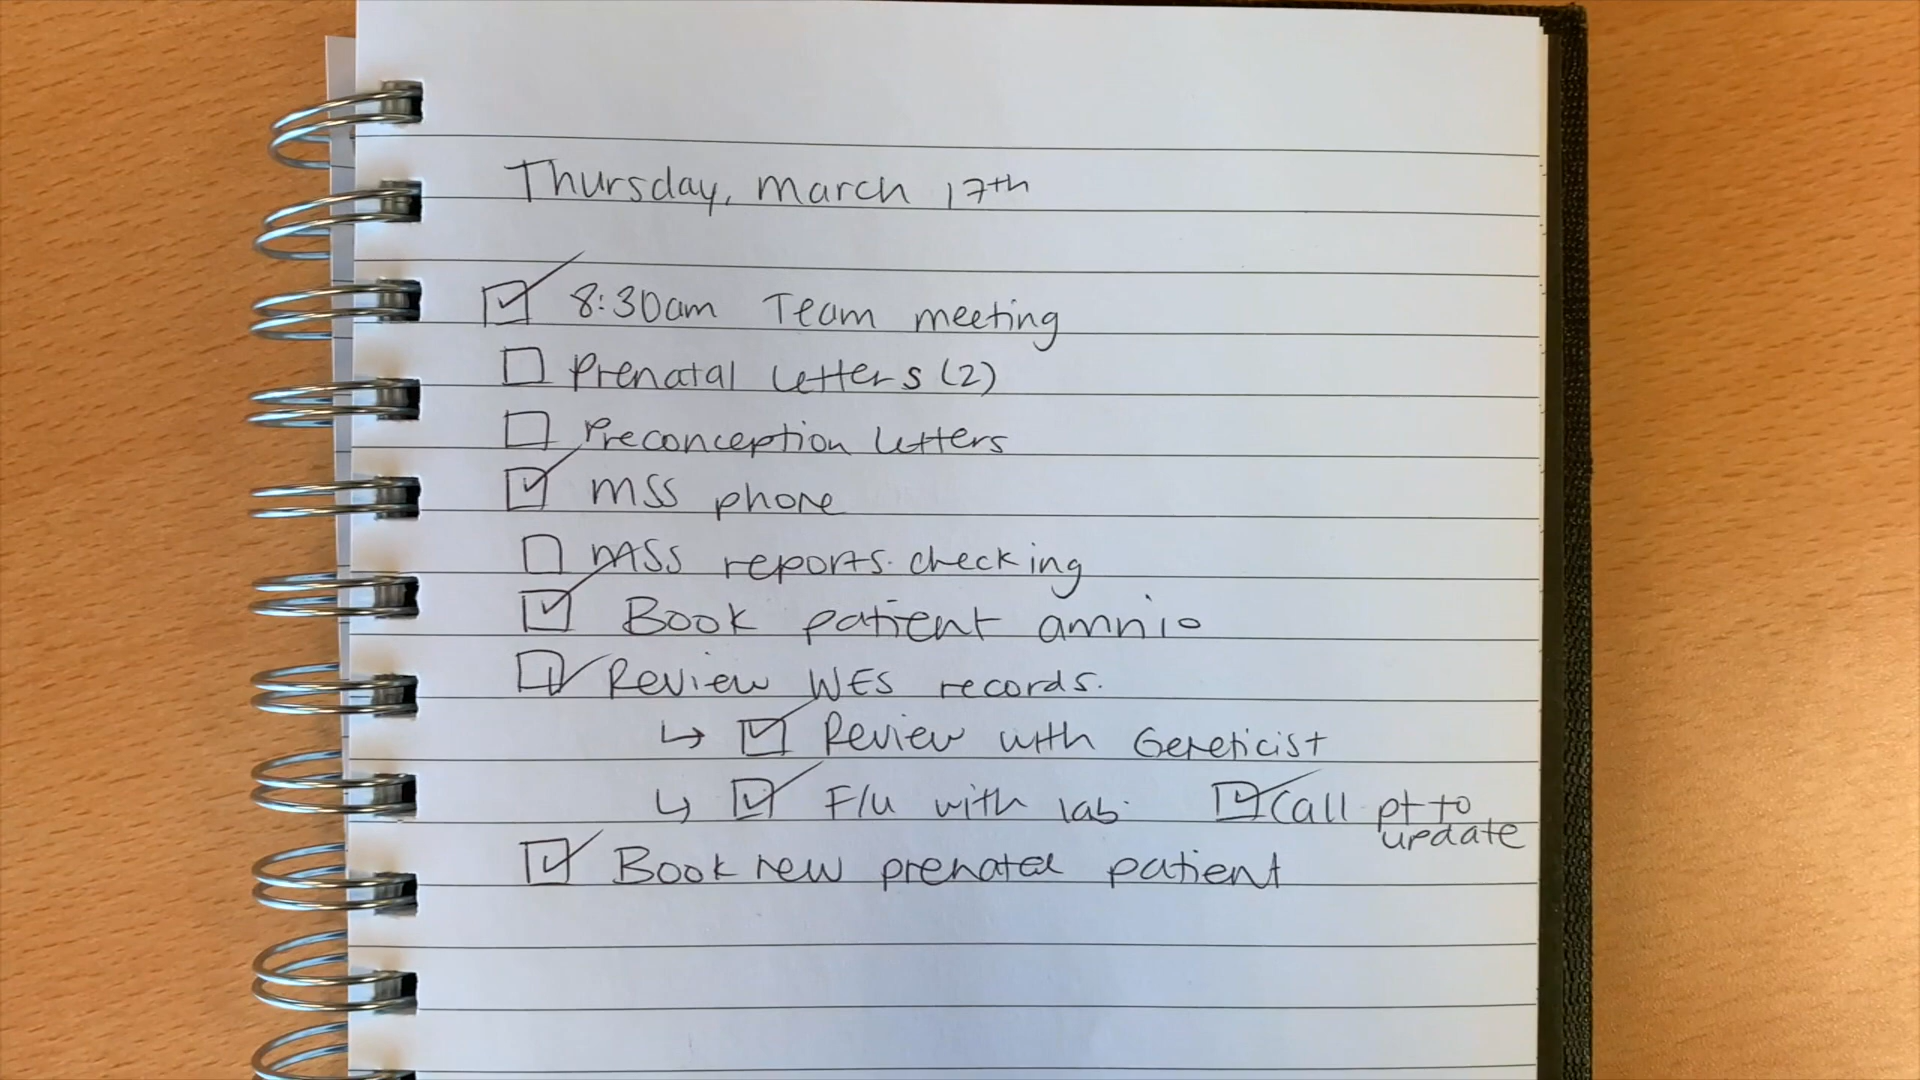 Thursday, March 17th
☑ 8:30am Team meeting
☐ Prenatal letters (2)
☐ Preconception letters
☑ MSS phone
☐ MSS reports checking
☑ Book patient amnio
☑ Review WES records.
↳ ☑ Review with Geneticist
↳ ☑ F/u with lab ☑ Call pt to
update
☑ Book new prenatal patient